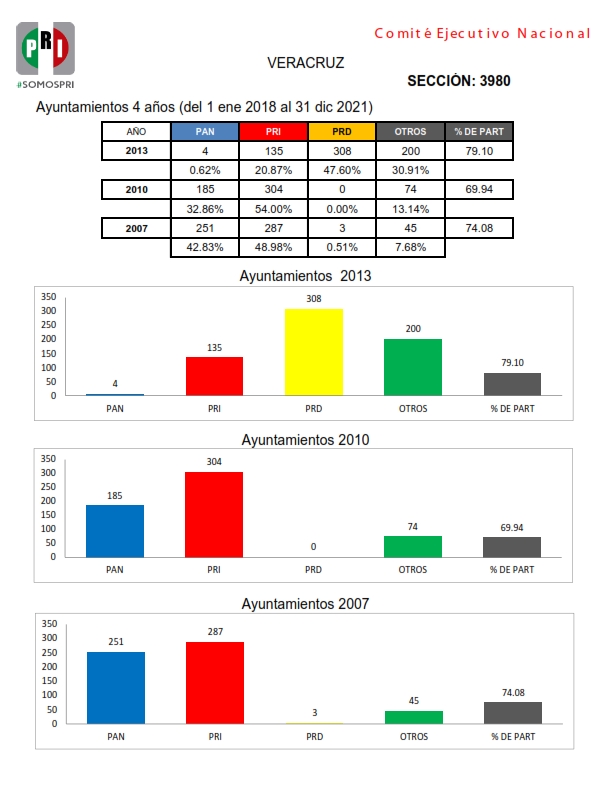 Comité Ejecutivo Nacional
PRI
#SOMOSPRI
VERACRUZ
SECCIÓN: 3980
Ayuntamientos 4 años (del 1 ene 2018 al 31 dic 2021)
AÑO PAN PRI PRD OTROS % DE PART
2013 4 135 308 200 79.10
0.62% 20.87% 47.60% 30.91%
2010 185 304 0 74 69.94
32.86% 54.00% 0.00% 13.14%
2007 251 287 3 45 74.08
42.83% 48.98% 0.51% 7.68%
Ayuntamientos 2013
350
300
250
200
150
100
50
0
4 135 308 200 79.10
PAN PRI PRD OTROS % DE PART
Ayuntamientos 2010
350
300
250
200
150
100
50
0
185 304 0 74 69.94
PAN PRI PRD OTROS % DE PART
Ayuntamientos 2007
350
300
250
200
150
100
50
0
251 287 3 45 74.08
PAN PRI PRD OTROS % DE PART